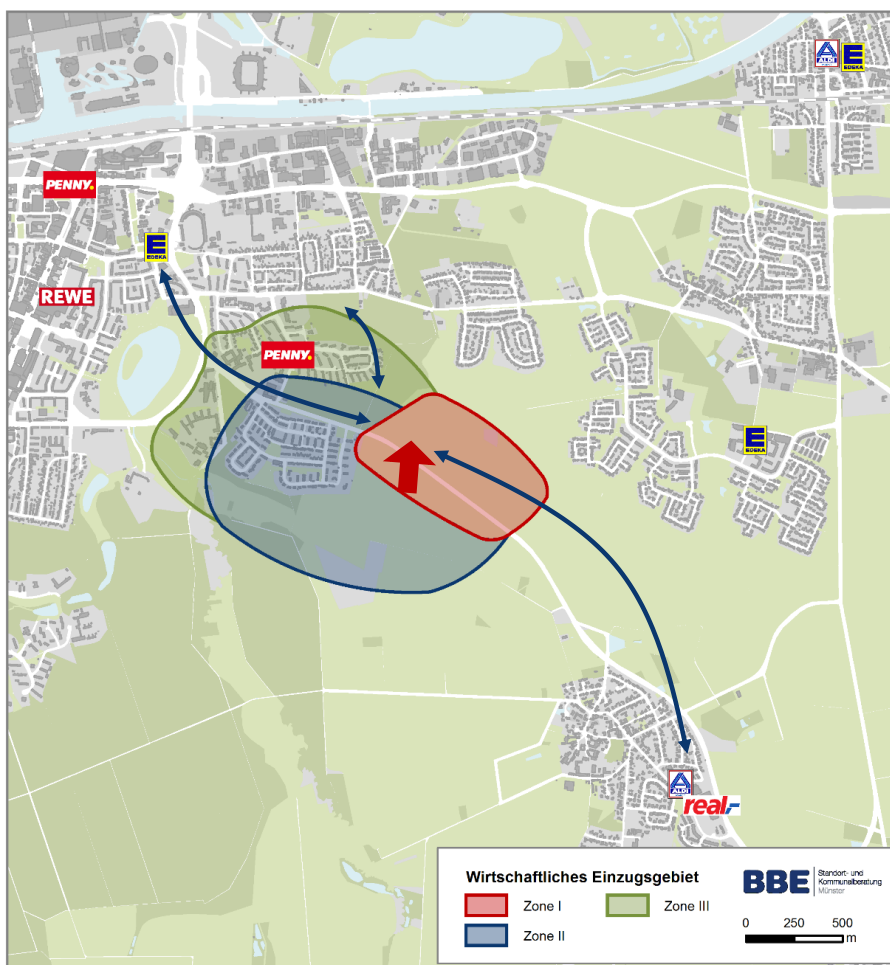 ALDI
EDEKA
PENNY.
EDEKA
REWE
PENNY.
EDEKA
ALDI
real,-
Wirtschaftliches Einzugsgebiet
Zone I
Zone III
Zone II
BBE
Standort- und
Kommunalberatung
Münster
0 250 500
m